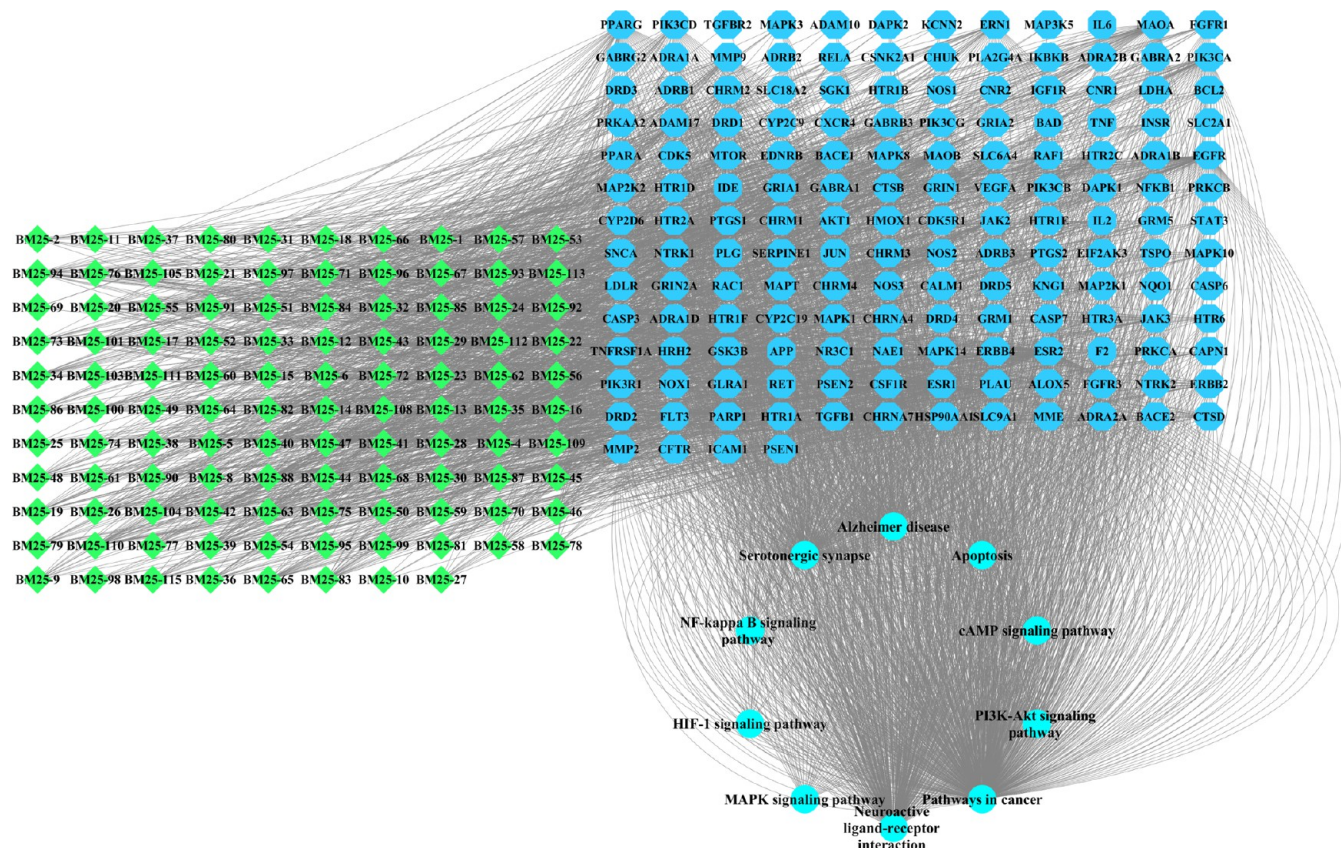 PPARG PIK3CD TGFBR2 MAPK3 ADAM10 DAPK2 KCNN2 ERN1 MAP3K5 IL6 MAOA FGFR1
GABRG2 ADRA1A MMP9 ADRB2 RELA CSNK2A1 CHUK PLA2G4A IKBKB ADRA2B GABRA2 PIK3CA
DRD3 ADRB1 CHRM2 SLC18A2 SGK1 HTR1B NOS1 CNR2 IGF1R CNR1 LDHA BCL2
PRKAA2 ADAM17 DRD1 CYP2C9 CXCR4 GABRB3 PIK3CG GRIA2 BAD TNF INSR SLC2A1
PPARA CDK5 MTOR EDNRB BACE1 MAPK8 MAOB SLC6A4 RAF1 HTR2C ADRA1B EGFR
MAP2K2 HTR1D IDE GRIA1 GABRA1 CTSB GRIN1 VEGFA PIK3CB DAPK1 NFKB1 PRKCB
CYP2D6 HTR2A PTGS1 CHRM1 AKT1 HMOX1 CDK5R1 JAK2 HTR1E IL2 GRM5 STAT3
SNCA NTRK1 PLG SERPINE1 JUN CHRM3 NOS2 ADRB3 PTGS2 EIF2AK3 TSPO MAPK10
LDLR GRIN2A RAC1 MAPT CHRM4 NOS3 CALM1 DRD5 KNG1 MAP2K1 NQO1 CASP6
CASP3 ADRA1D HTR1F CYP2C19 MAPK1 CHRNA4 DRD4 GRM1 CASP7 HTR3A JAK3 HTR6
TNFRSF1A HRH2 GSK3B APP NR3C1 NAE1 MAPK14 ERBB4 ESR2 F2 PRKCA CAPN1
PIK3R1 NOX1 GLRA1 RET PSEN2 CSF1R ESR1 PLAU ALOX5 FGFR3 NTRK2 ERBB2
DRD2 FLT3 PARP1 HTR1A TGFB1 CHRNA7 HSP90AA1 SLC9A1 MME ADRA2A BACE2 CTSD
MMP2 CFTR ICAM1 PSEN1
BM25-2 BM25-11 BM25-37 BM25-80 BM25-31 BM25-18 BM25-66 BM25-1 BM25-57 BM25-53
BM25-94 BM25-76 BM25-105 BM25-21 BM25-97 BM25-71 BM25-96 BM25-67 BM25-93 BM25-113
BM25-69 BM25-20 BM25-55 BM25-91 BM25-51 BM25-84 BM25-32 BM25-85 BM25-24 BM25-92
BM25-73 BM25-101 BM25-17 BM25-52 BM25-33 BM25-12 BM25-43 BM25-29 BM25-112 BM25-22
BM25-34 BM25-103 BM25-111 BM25-60 BM25-15 BM25-6 BM25-72 BM25-23 BM25-62 BM25-56
BM25-86 BM25-100 BM25-49 BM25-64 BM25-82 BM25-14 BM25-108 BM25-13 BM25-35 BM25-16
BM25-25 BM25-74 BM25-38 BM25-5 BM25-40 BM25-47 BM25-41 BM25-28 BM25-4 BM25-109
BM25-48 BM25-61 BM25-90 BM25-8 BM25-88 BM25-44 BM25-68 BM25-30 BM25-87 BM25-45
BM25-19 BM25-26 BM25-104 BM25-42 BM25-63 BM25-75 BM25-50 BM25-59 BM25-70 BM25-46
BM25-79 BM25-110 BM25-77 BM25-39 BM25-54 BM25-95 BM25-99 BM25-81 BM25-58 BM25-78
BM25-9 BM25-98 BM25-115 BM25-36 BM25-65 BM25-83 BM25-10 BM25-27
Alzheimer disease
Serotonergic synapse
Apoptosis
NF-kappa B signaling
pathway
cAMP signaling pathway
HIF-1 signaling pathway
PI3K-Akt signaling
pathway
MAPK signaling pathway
Pathways in cancer
Neuroactive
ligand-receptor
interaction